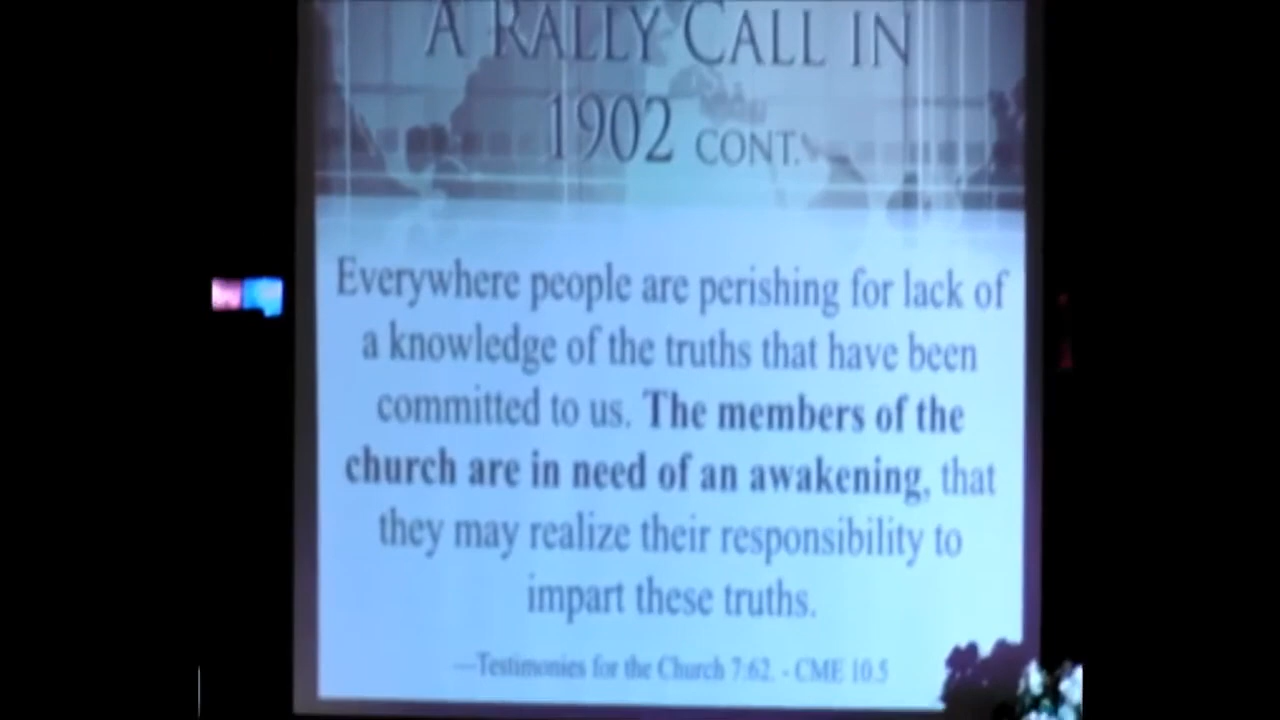 A RALLY CALL IN
1902 CONT.
Everywhere people are perishing for lack of
a knowledge of the truths that have been
committed to us. The members of the
church are in need of an awakening, that
they may realize their responsibility to
impart these truths.
—Testimonies for the Church 7:62. - CME 10.5